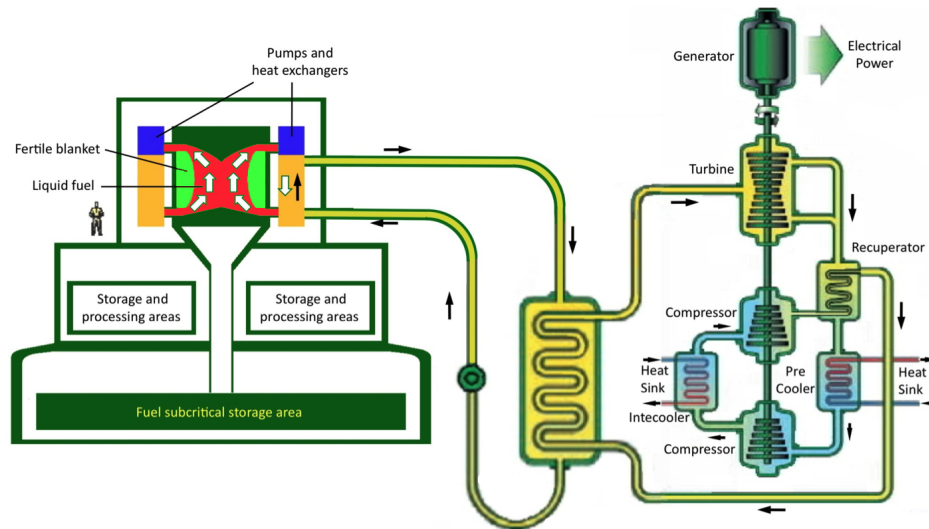 Pumps and
heat exchangers
Fertile blanket
Liquid fuel
Storage and
processing areas
Storage and
processing areas
Fuel subcritical storage area
Generator
Electrical
Power
Turbine
Recuperator
Compressor
Heat
Sink
Pre
Cooler
Heat
Sink
Intecooler
Compressor